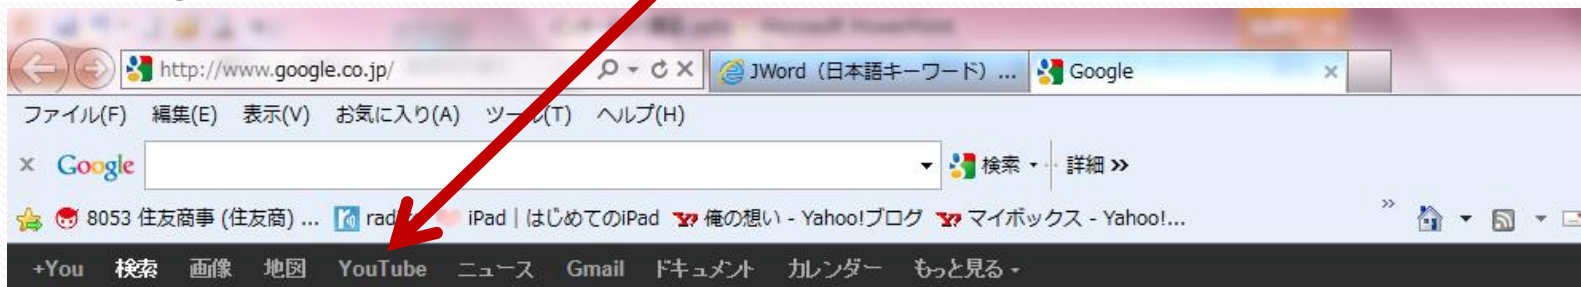 http://www.google.co.jp/ JWord（日本語キーワード）... Google
ファイル(F) 編集(E) 表示(V) お気に入り(A) ツール(T) ヘルプ(H)
x Google 検索 詳細 »
8053 住友商事 (住友商) ... iPad | はじめてのiPad 俺の想い - Yahoo!ブログ マイボックス - Yahoo!... »
+You 検索 画像 地図 YouTube ニュース Gmail ドキュメント カレンダー もっと見る